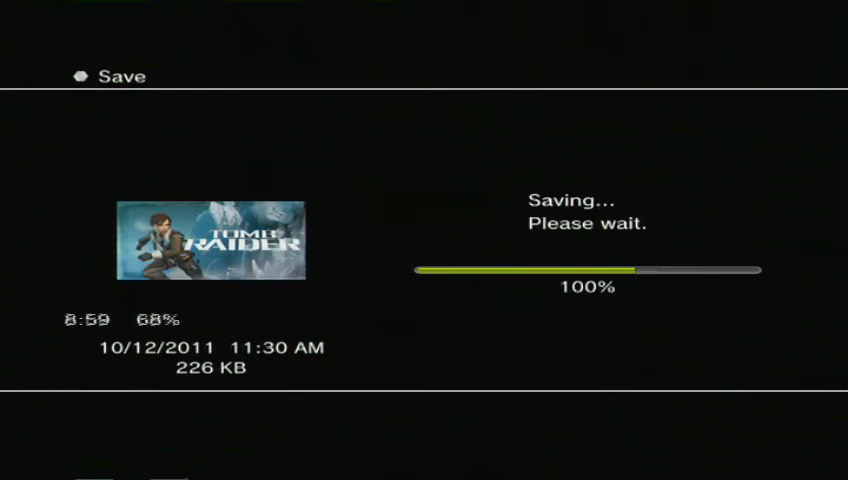 Save
Saving...
Please wait.
TOMB
RAIDER
100%
8:59 68%
10/12/2011 11:30 AM
226 KB